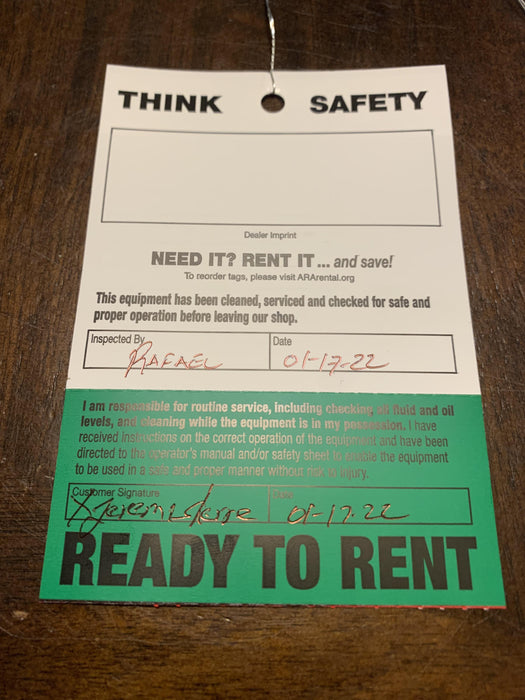 THINK SAFETY
Dealer Imprint
NEED IT? RENT IT ... and save!
To reorder tags, please visit ARArental.org
This equipment has been cleaned, serviced and checked for safe and
proper operation before leaving our shop.
Inspected By Date
RAFAEL 01-17-22
I am responsible for routine service, including checking all fluid and oil
levels, and cleaning while the equipment is in my possession. I have
received instructions on the correct operation of the equipment and have been
directed to the operator's manual and/or safety sheet to enable the equipment
to be used in a safe and proper manner without risk of injury.
Customer Signature Date
X 01-17-22
READY TO RENT